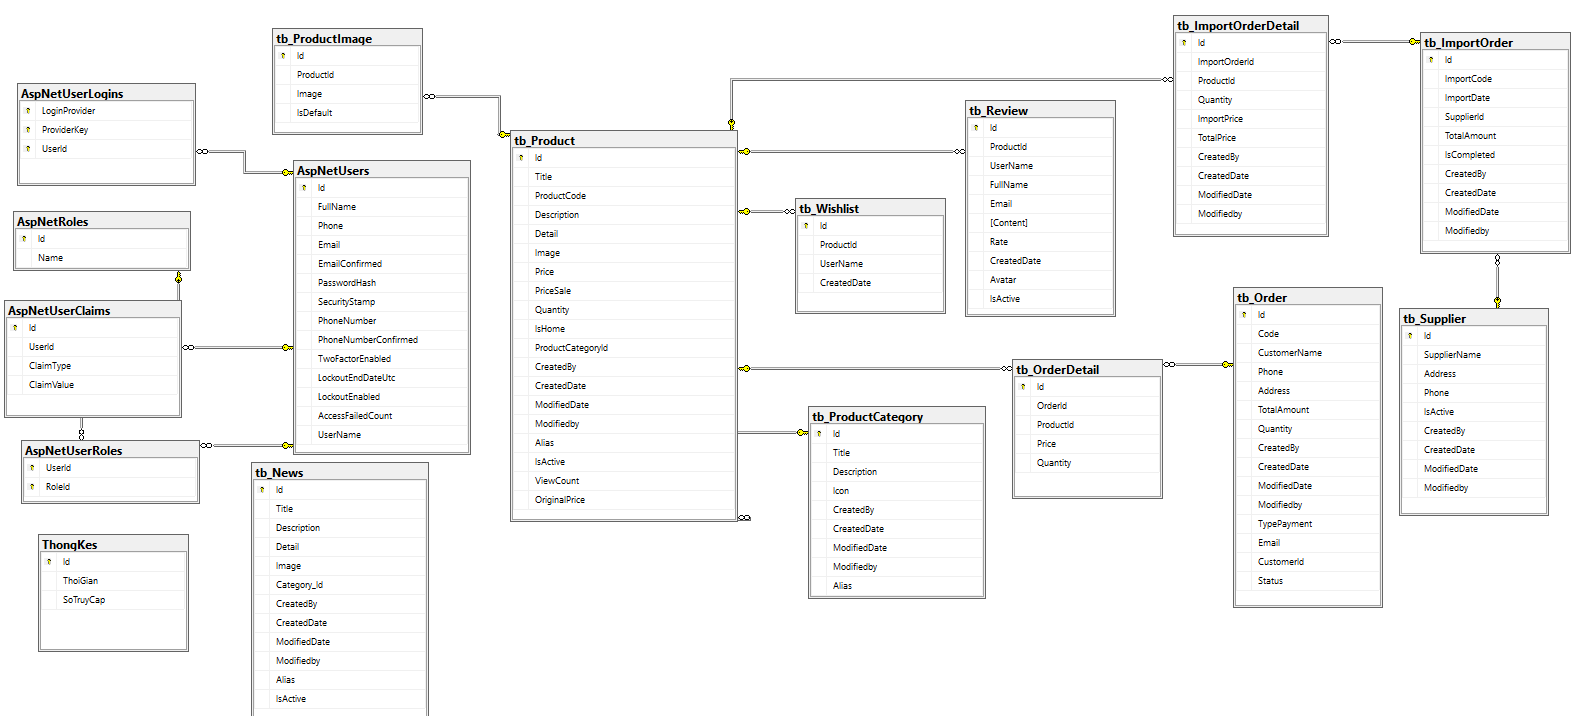 tb_ProductImage
Id
ProductId
Image
IsDefault
AspNetUserLogins
LoginProvider
ProviderKey
UserId
AspNetRoles
Id
Name
AspNetUserClaims
Id
UserId
ClaimType
ClaimValue
AspNetUserRoles
UserId
RoleId
ThongKes
Id
ThoiGian
SoTruyCap
AspNetUsers
Id
FullName
Phone
Email
EmailConfirmed
PasswordHash
SecurityStamp
PhoneNumber
PhoneNumberConfirmed
TwoFactorEnabled
LockoutEndDateUtc
LockoutEnabled
AccessFailedCount
UserName
tb_News
Id
Title
Description
Detail
Image
Category_Id
CreatedBy
CreatedDate
ModifiedDate
Modifiedby
Alias
IsActive
tb_Product
Id
Title
ProductCode
Description
Detail
Image
Price
PriceSale
Quantity
IsHome
ProductCategoryId
CreatedBy
CreatedDate
ModifiedDate
Modifiedby
Alias
IsActive
ViewCount
OriginalPrice
tb_Review
Id
ProductId
UserName
FullName
Email
[Content]
Rate
CreatedDate
Avatar
IsActive
tb_Wishlist
Id
ProductId
UserName
CreatedDate
tb_ProductCategory
Id
Title
Description
Icon
CreatedBy
CreatedDate
ModifiedDate
Modifiedby
Alias
tb_OrderDetail
Id
OrderId
ProductId
Price
Quantity
tb_ImportOrderDetail
Id
ImportOrderId
ProductId
Quantity
ImportPrice
TotalPrice
CreatedBy
CreatedDate
ModifiedDate
Modifiedby
tb_ImportOrder
Id
ImportCode
ImportDate
SupplierId
TotalAmount
IsCompleted
CreatedBy
CreatedDate
ModifiedDate
Modifiedby
tb_Order
Id
Code
CustomerName
Phone
Address
TotalAmount
Quantity
CreatedBy
CreatedDate
ModifiedDate
Modifiedby
TypePayment
Email
CustomerId
Status
tb_Supplier
Id
SupplierName
Address
Phone
IsActive
CreatedBy
CreatedDate
ModifiedDate
Modifiedby